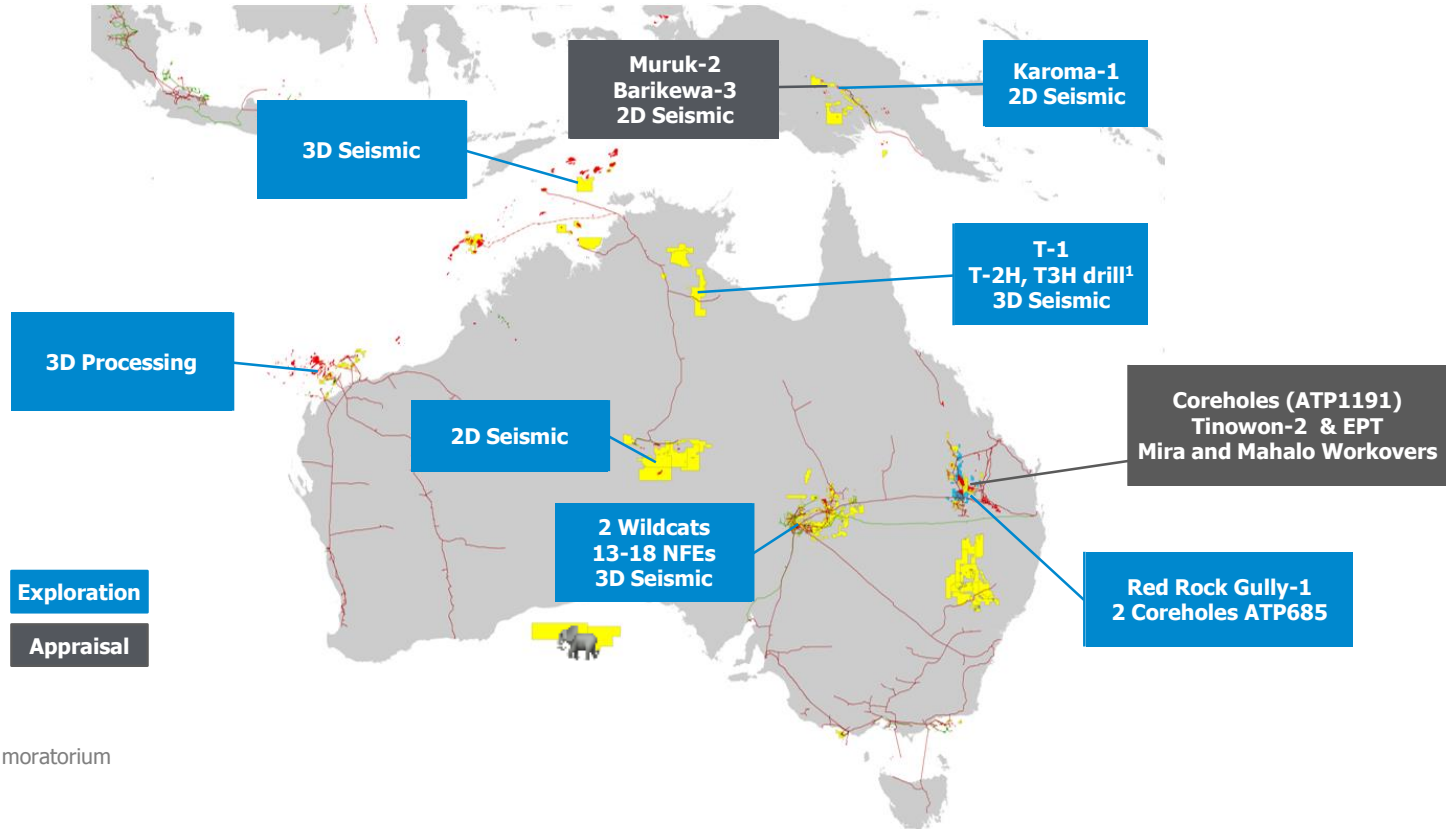 Muruk-2
Barikewa-3
2D Seismic
Karoma-1
2D Seismic
3D Seismic
T-1
T-2H, T3H drill¹
3D Seismic
3D Processing
Coreholes (ATP1191)
Tinowon-2 & EPT
Mira and Mahalo Workovers
2D Seismic
2 Wildcats
13-18 NFEs
3D Seismic
Red Rock Gully-1
2 Coreholes ATP685
Exploration
Appraisal
moratorium